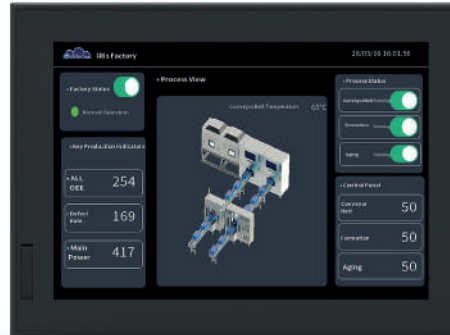 IRIs Factory
26/03/16 16:01:56
• Factory Status
Normal Operation
• Key Production Indicators
• ALL
OEE
254
• Defect
Rate
169
• Main
Power
417
• Process View
Conveyorbelt Temperature 65°C
• Process Status
Conveyorbelt
Formation
Aging
• Control Panel
Conveyor
Belt
50
Formation
50
Aging
50